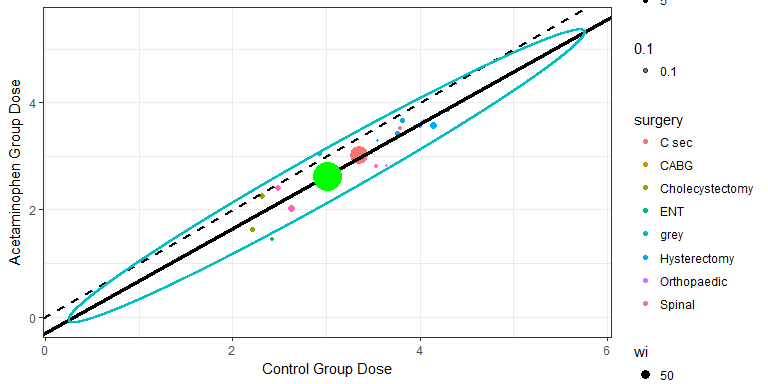 5
0.1
0.1
surgery
C sec
CABG
Cholecystectomy
ENT
grey
Hysterectomy
Orthopaedic
Spinal
wi
50
Acetaminophen Group Dose
4
2
0
0
2
4
6
Control Group Dose